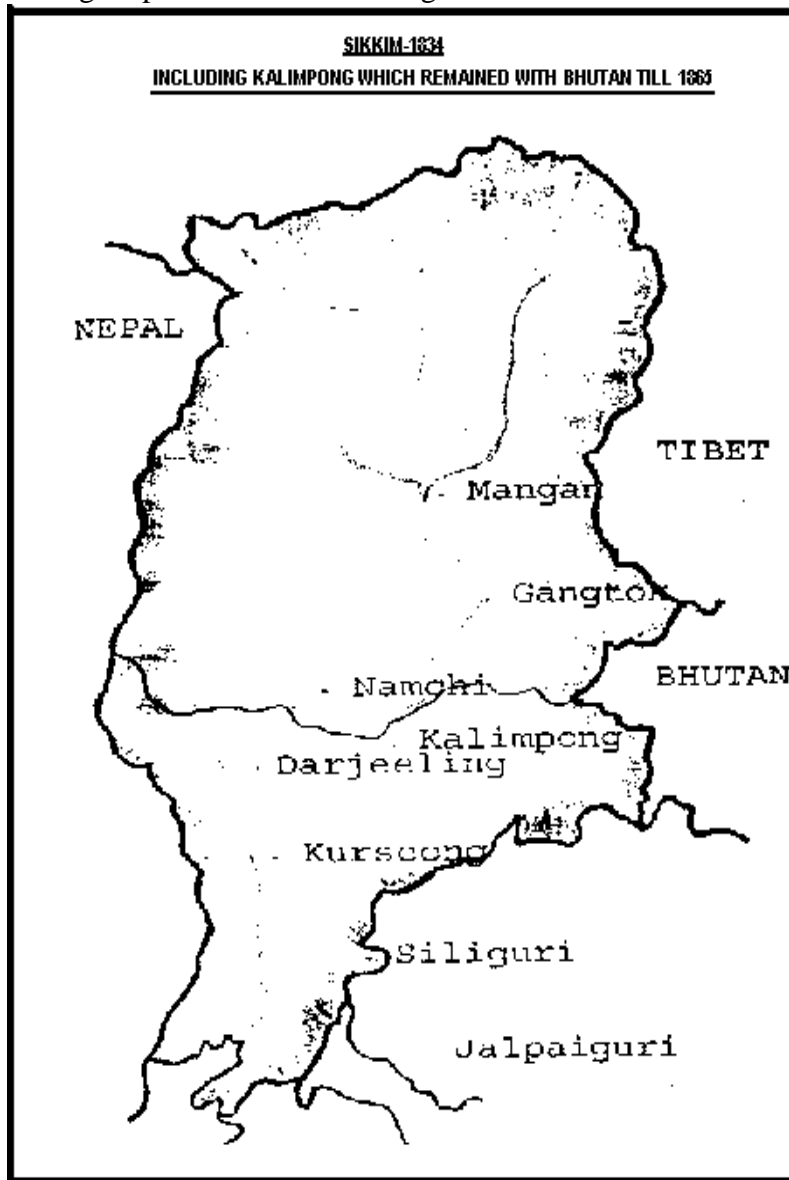 SIKKIM-1834
INCLUDING KALIMPONG WHICH REMAINED WITH BHUTAN TILL 1865
NEPAL
TIBET
Mangan
Gangtok
BHUTAN
Namchi
Kalimpong
Darjeeling
Kurseong
Siliguri
Jalpaiguri